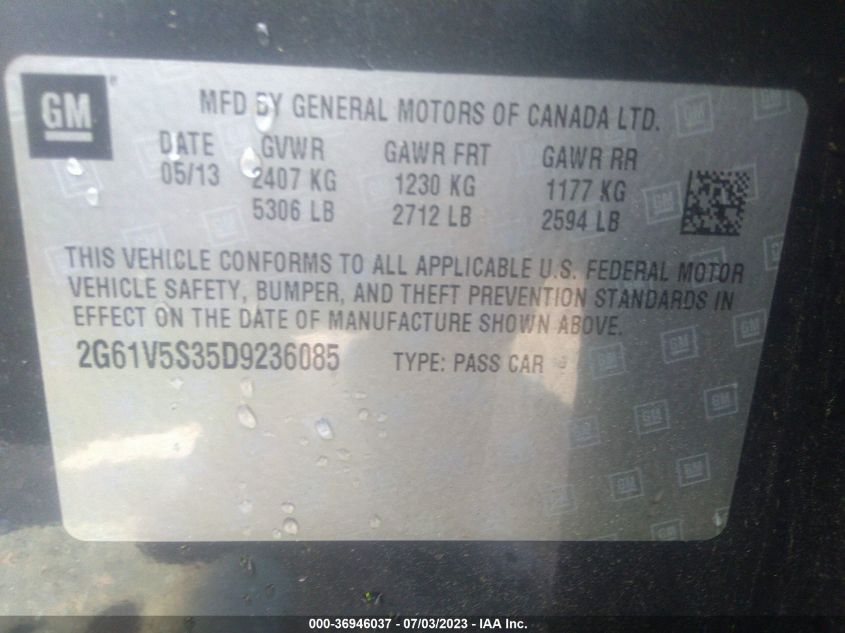 GM
MFD BY GENERAL MOTORS OF CANADA LTD.
DATE GVWR GAWR FRT GAWR RR
05/13 2407 KG 1230 KG 1177 KG
5306 LB 2712 LB 2594 LB
THIS VEHICLE CONFORMS TO ALL APPLICABLE U.S. FEDERAL MOTOR
VEHICLE SAFETY, BUMPER, AND THEFT PREVENTION STANDARDS IN
EFFECT ON THE DATE OF MANUFACTURE SHOWN ABOVE.
2G61V5S35D9236085 TYPE: PASS CAR
000-36946037 - 07/03/2023 - IAA Inc.